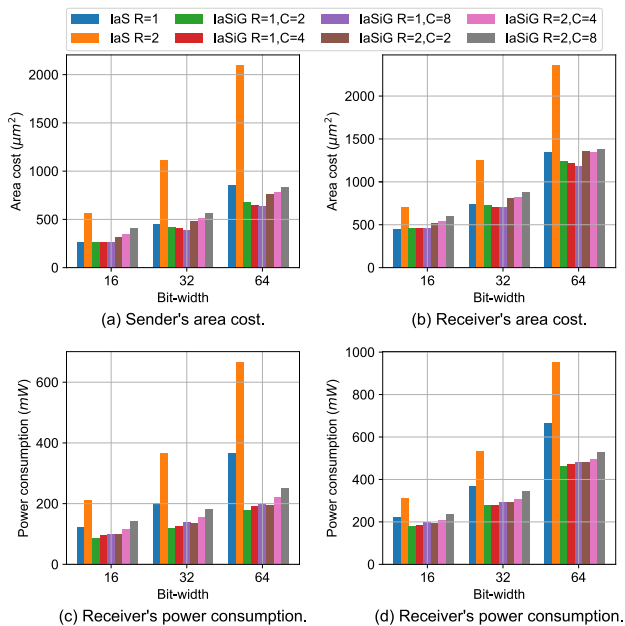 IaS R=1 IaSiG R=1,C=2 IaSiG R=1,C=8 IaSiG R=2,C=4
IaS R=2 IaSiG R=1,C=4 IaSiG R=2,C=2 IaSiG R=2,C=8
Area cost (μm²)
2000
1500
1000
500
0
16 32 64
Bit-width
(a) Sender's area cost.
Area cost (μm²)
2000
1500
1000
500
0
16 32 64
Bit-width
(b) Receiver's area cost.
Power consumption (mW)
600
400
200
0
16 32 64
Bit-width
(c) Receiver's power consumption.
Power consumption (mW)
1000
800
600
400
200
0
16 32 64
Bit-width
(d) Receiver's power consumption.